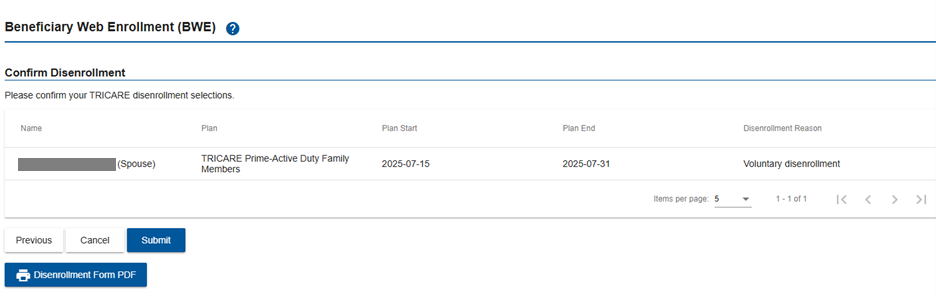 Beneficiary Web Enrollment (BWE) ?
Confirm Disenrollment
Please confirm your TRICARE disenrollment selections.
Name Plan Plan Start Plan End Disenrollment Reason
(Spouse) TRICARE Prime-Active Duty Family 2025-07-15 2025-07-31 Voluntary disenrollment
Members
Items per page: 5 1 - 1 of 1
Previous Cancel Submit
Disenrollment Form PDF